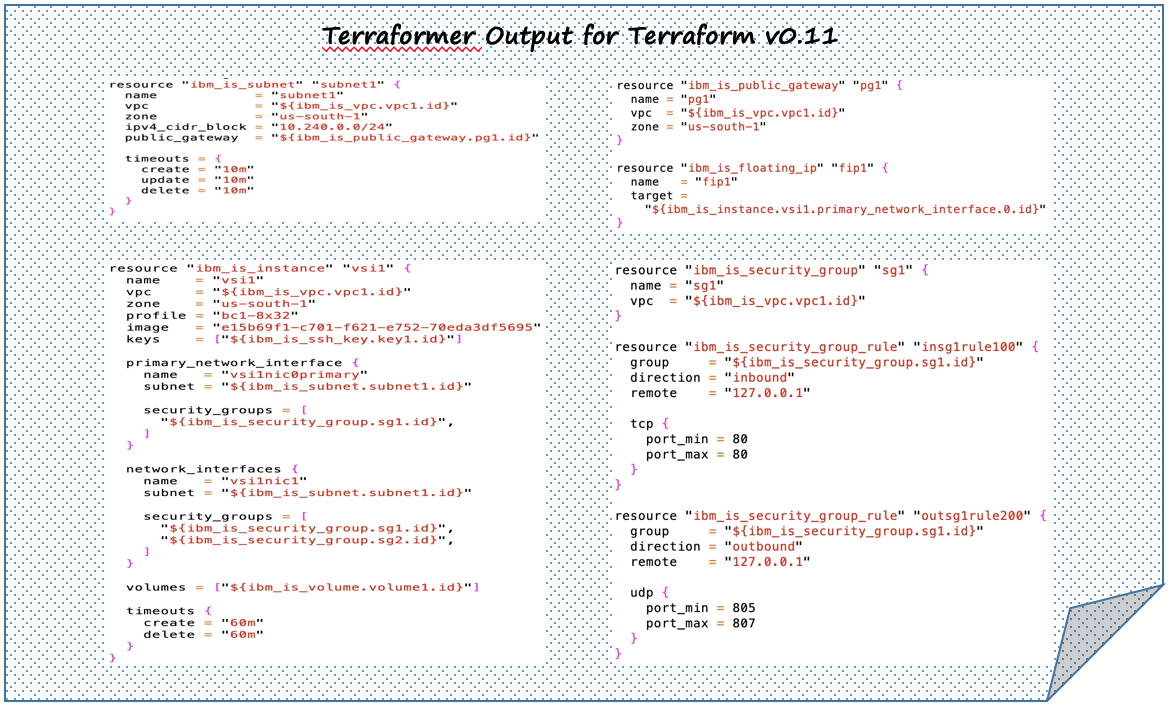 Terraformer Output for Terraform v0.11
resource "ibm_is_subnet" "subnet1" {
  name            = "subnet1"
  vpc             = "${ibm_is_vpc.vpc1.id}"
  zone            = "us-south-1"
  ipv4_cidr_block = "10.240.0.0/24"
  public_gateway  = "${ibm_is_public_gateway.pg1.id}"
  timeouts = {
    create = "10m"
    update = "10m"
    delete = "10m"
  }
}
resource "ibm_is_instance" "vsi1" {
  name    = "vsi1"
  vpc     = "${ibm_is_vpc.vpc1.id}"
  zone    = "us-south-1"
  profile = "bc1-8x32"
  image   = "e15b69f1-c701-f621-e752-70eda3df5695"
  keys    = ["${ibm_is_ssh_key.key1.id}"]
  primary_network_interface {
    name   = "vsi1nic0primary"
    subnet = "${ibm_is_subnet.subnet1.id}"
    security_groups = [
      "${ibm_is_security_group.sg1.id}",
    ]
  }
  network_interfaces {
    name   = "vsi1nic1"
    subnet = "${ibm_is_subnet.subnet1.id}"
    security_groups = [
      "${ibm_is_security_group.sg1.id}",
      "${ibm_is_security_group.sg2.id}",
    ]
  }
  volumes = ["${ibm_is_volume.volume1.id}"]
  timeouts {
    create = "60m"
    delete = "60m"
  }
}
resource "ibm_is_public_gateway" "pg1" {
  name = "pg1"
  vpc  = "${ibm_is_vpc.vpc1.id}"
  zone = "us-south-1"
}
resource "ibm_is_floating_ip" "fip1" {
  name   = "fip1"
  target =
    "${ibm_is_instance.vsi1.primary_network_interface.0.id}"
}
resource "ibm_is_security_group" "sg1" {
  name = "sg1"
  vpc  = "${ibm_is_vpc.vpc1.id}"
}
resource "ibm_is_security_group_rule" "insg1rule100" {
  group     = "${ibm_is_security_group.sg1.id}"
  direction = "inbound"
  remote    = "127.0.0.1"
  tcp {
    port_min = 80
    port_max = 80
  }
}
resource "ibm_is_security_group_rule" "outsg1rule200" {
  group     = "${ibm_is_security_group.sg1.id}"
  direction = "outbound"
  remote    = "127.0.0.1"
  udp {
    port_min = 805
    port_max = 807
  }
}